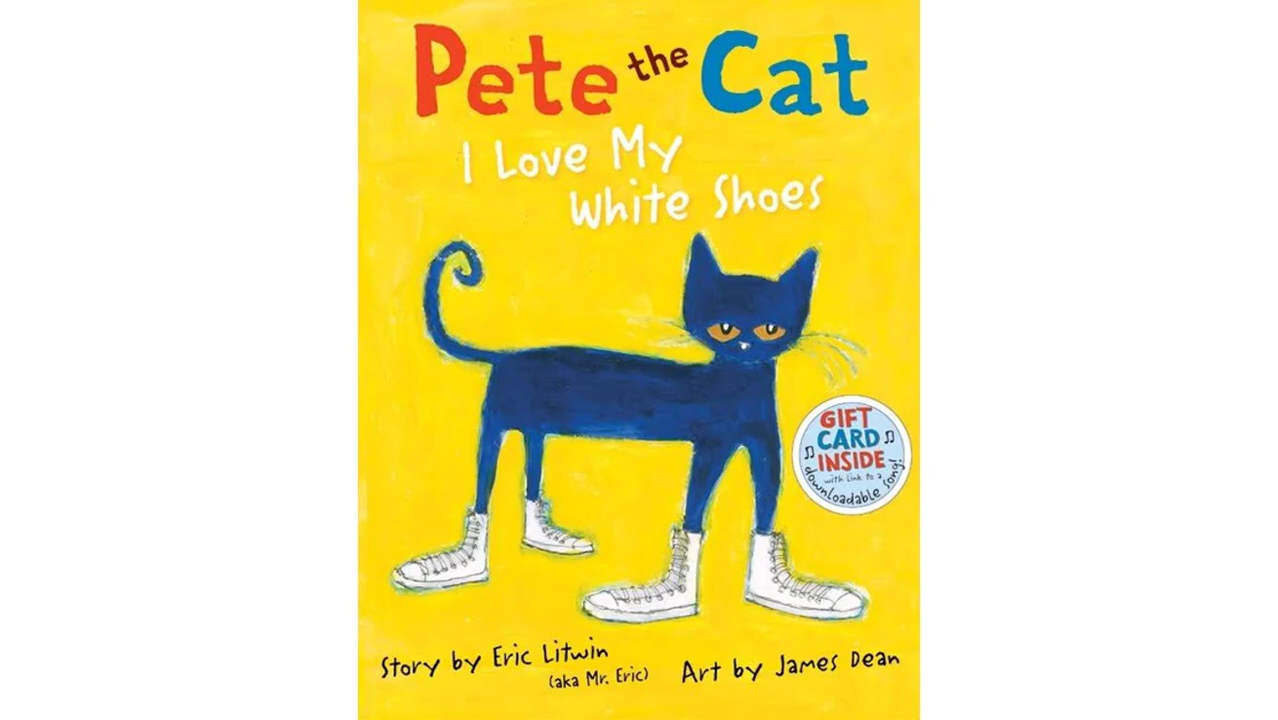 Pete the Cat
I Love My
White Shoes
GIFT
CARD
INSIDE
with link to a
downloadable song!
Story by Eric Litwin
(aka Mr. Eric)
Art by James Dean